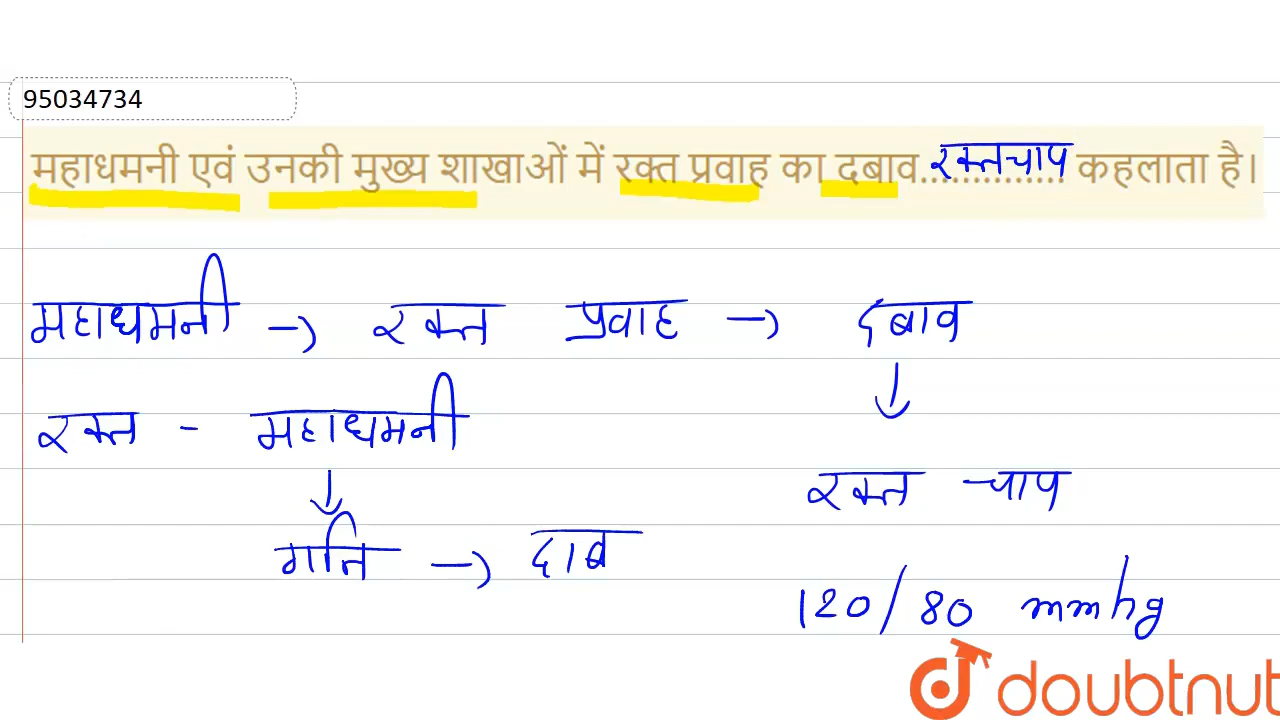 95034734
महाधमनी एवं उनकी मुख्य शाखाओं में रक्त प्रवाह का दबाव रक्तचाप .............. कहलाता है।
महाधमनी → रक्त प्रवाह → दबाव
↓
रक्त - महाधमनी
↓
रक्त चाप
गति → दाब
120/80 mmhg
doubtnut